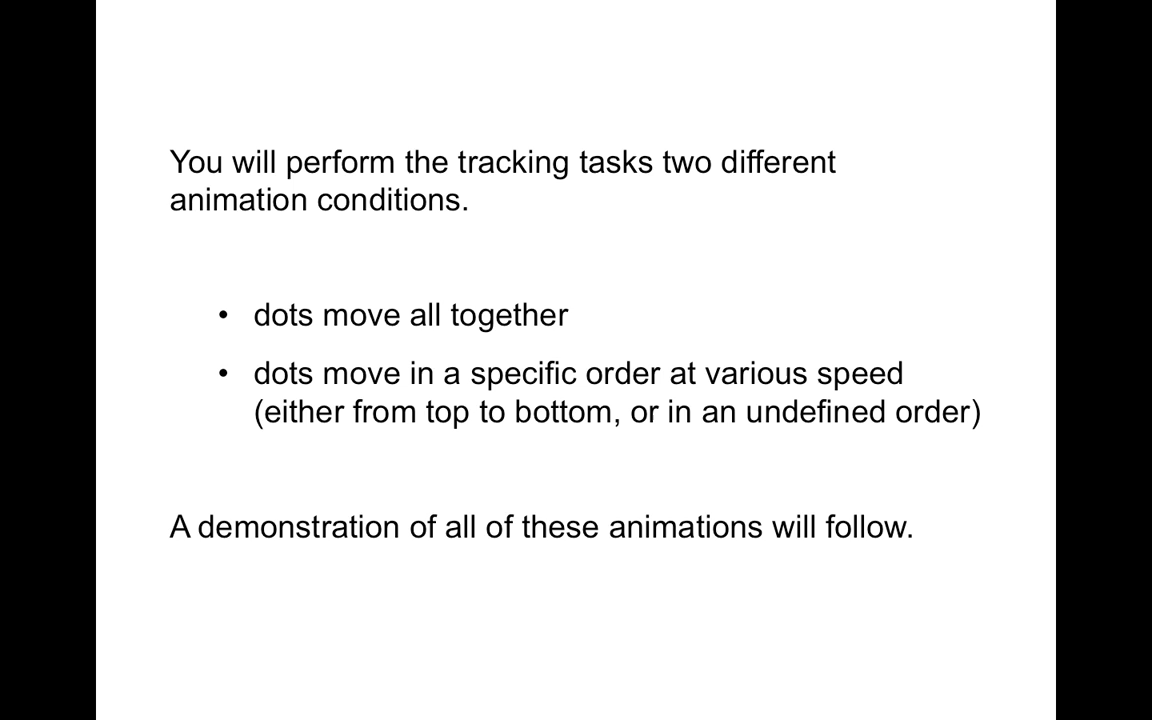 You will perform the tracking tasks two different
animation conditions.
• dots move all together
• dots move in a specific order at various speed
(either from top to bottom, or in an undefined order)
A demonstration of all of these animations will follow.